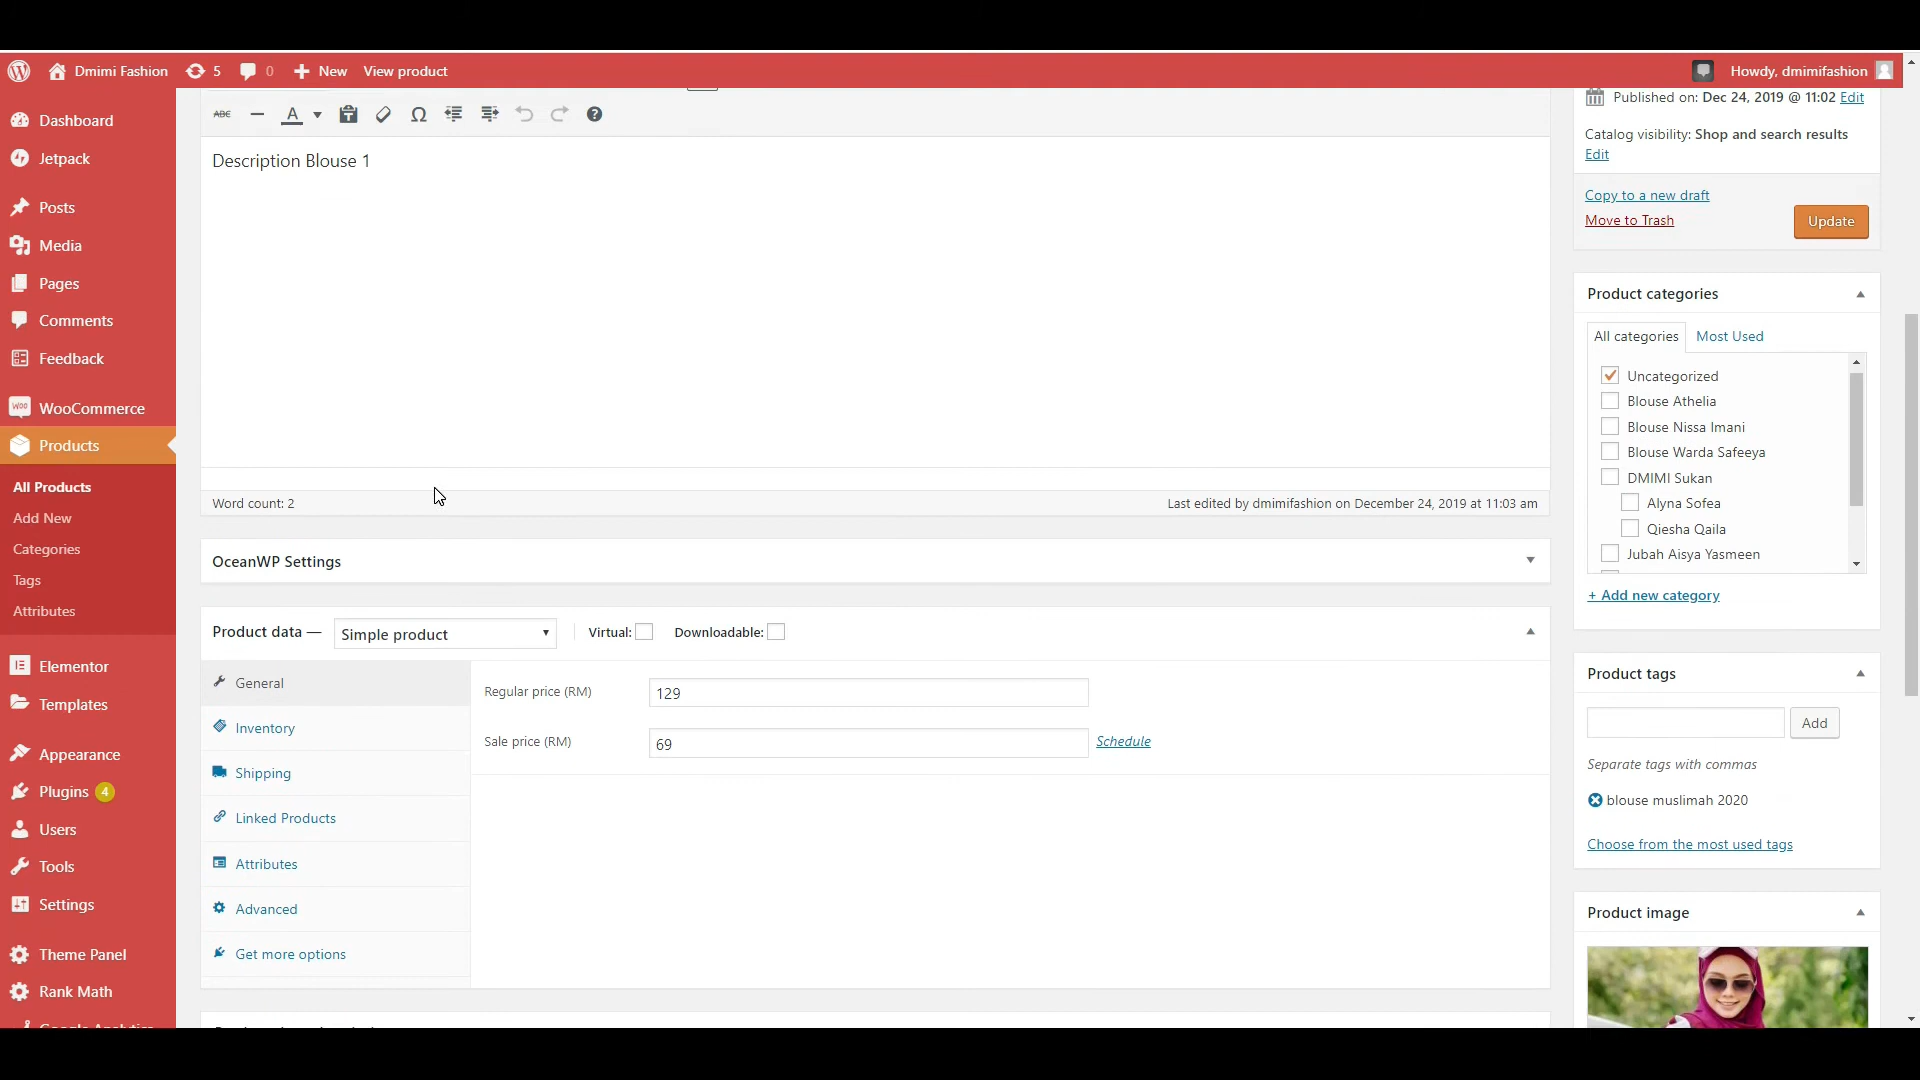 Dmimi Fashion 5 0 New View product Howdy, dmimifashion
Dashboard
Jetpack
Posts
Media
Pages
Comments
Feedback
WooCommerce
Products
All Products
Add New
Categories
Tags
Attributes
Elementor
Templates
Appearance
Plugins 4
Users
Tools
Settings
Theme Panel
Rank Math
ABC A
Description Blouse 1
Word count: 2 Last edited by dmimifashion on December 24, 2019 at 11:03 am
OceanWP Settings
Product data — Simple product Virtual: Downloadable:
General
Inventory
Shipping
Linked Products
Attributes
Advanced
Get more options
Regular price (RM) 129
Sale price (RM) 69 Schedule
Published on: Dec 24, 2019 @ 11:02 Edit
Catalog visibility: Shop and search results
Edit
Copy to a new draft
Move to Trash Update
Product categories
All categories Most Used
Uncategorized
Blouse Athelia
Blouse Nissa Imani
Blouse Warda Safeeya
DMIMI Sukan
Alyna Sofea
Qiesha Qaila
Jubah Aisya Yasmeen
+ Add new category
Product tags
Add
Separate tags with commas
blouse muslimah 2020
Choose from the most used tags
Product image